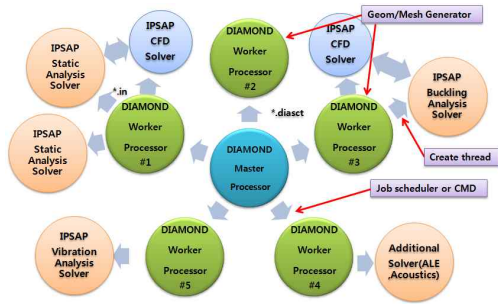 IPSAP
CFD
Solver
DIAMOND
Worker
Processor
#2
IPSAP
CFD
Solver
Geom/Mesh Generator
IPSAP
Static
Analysis
Solver
*.in
*.diasct
IPSAP
Buckling
Analysis
Solver
DIAMOND
Worker
Processor
#1
DIAMOND
Worker
Processor
#3
IPSAP
Static
Analysis
Solver
DIAMOND
Master
Processor
Create thread
Job scheduler or CMD
IPSAP
Vibration
Analysis
Solver
DIAMOND
Worker
Processor
#5
DIAMOND
Worker
Processor
#4
Additional
Solver(ALE
,Acoustics)